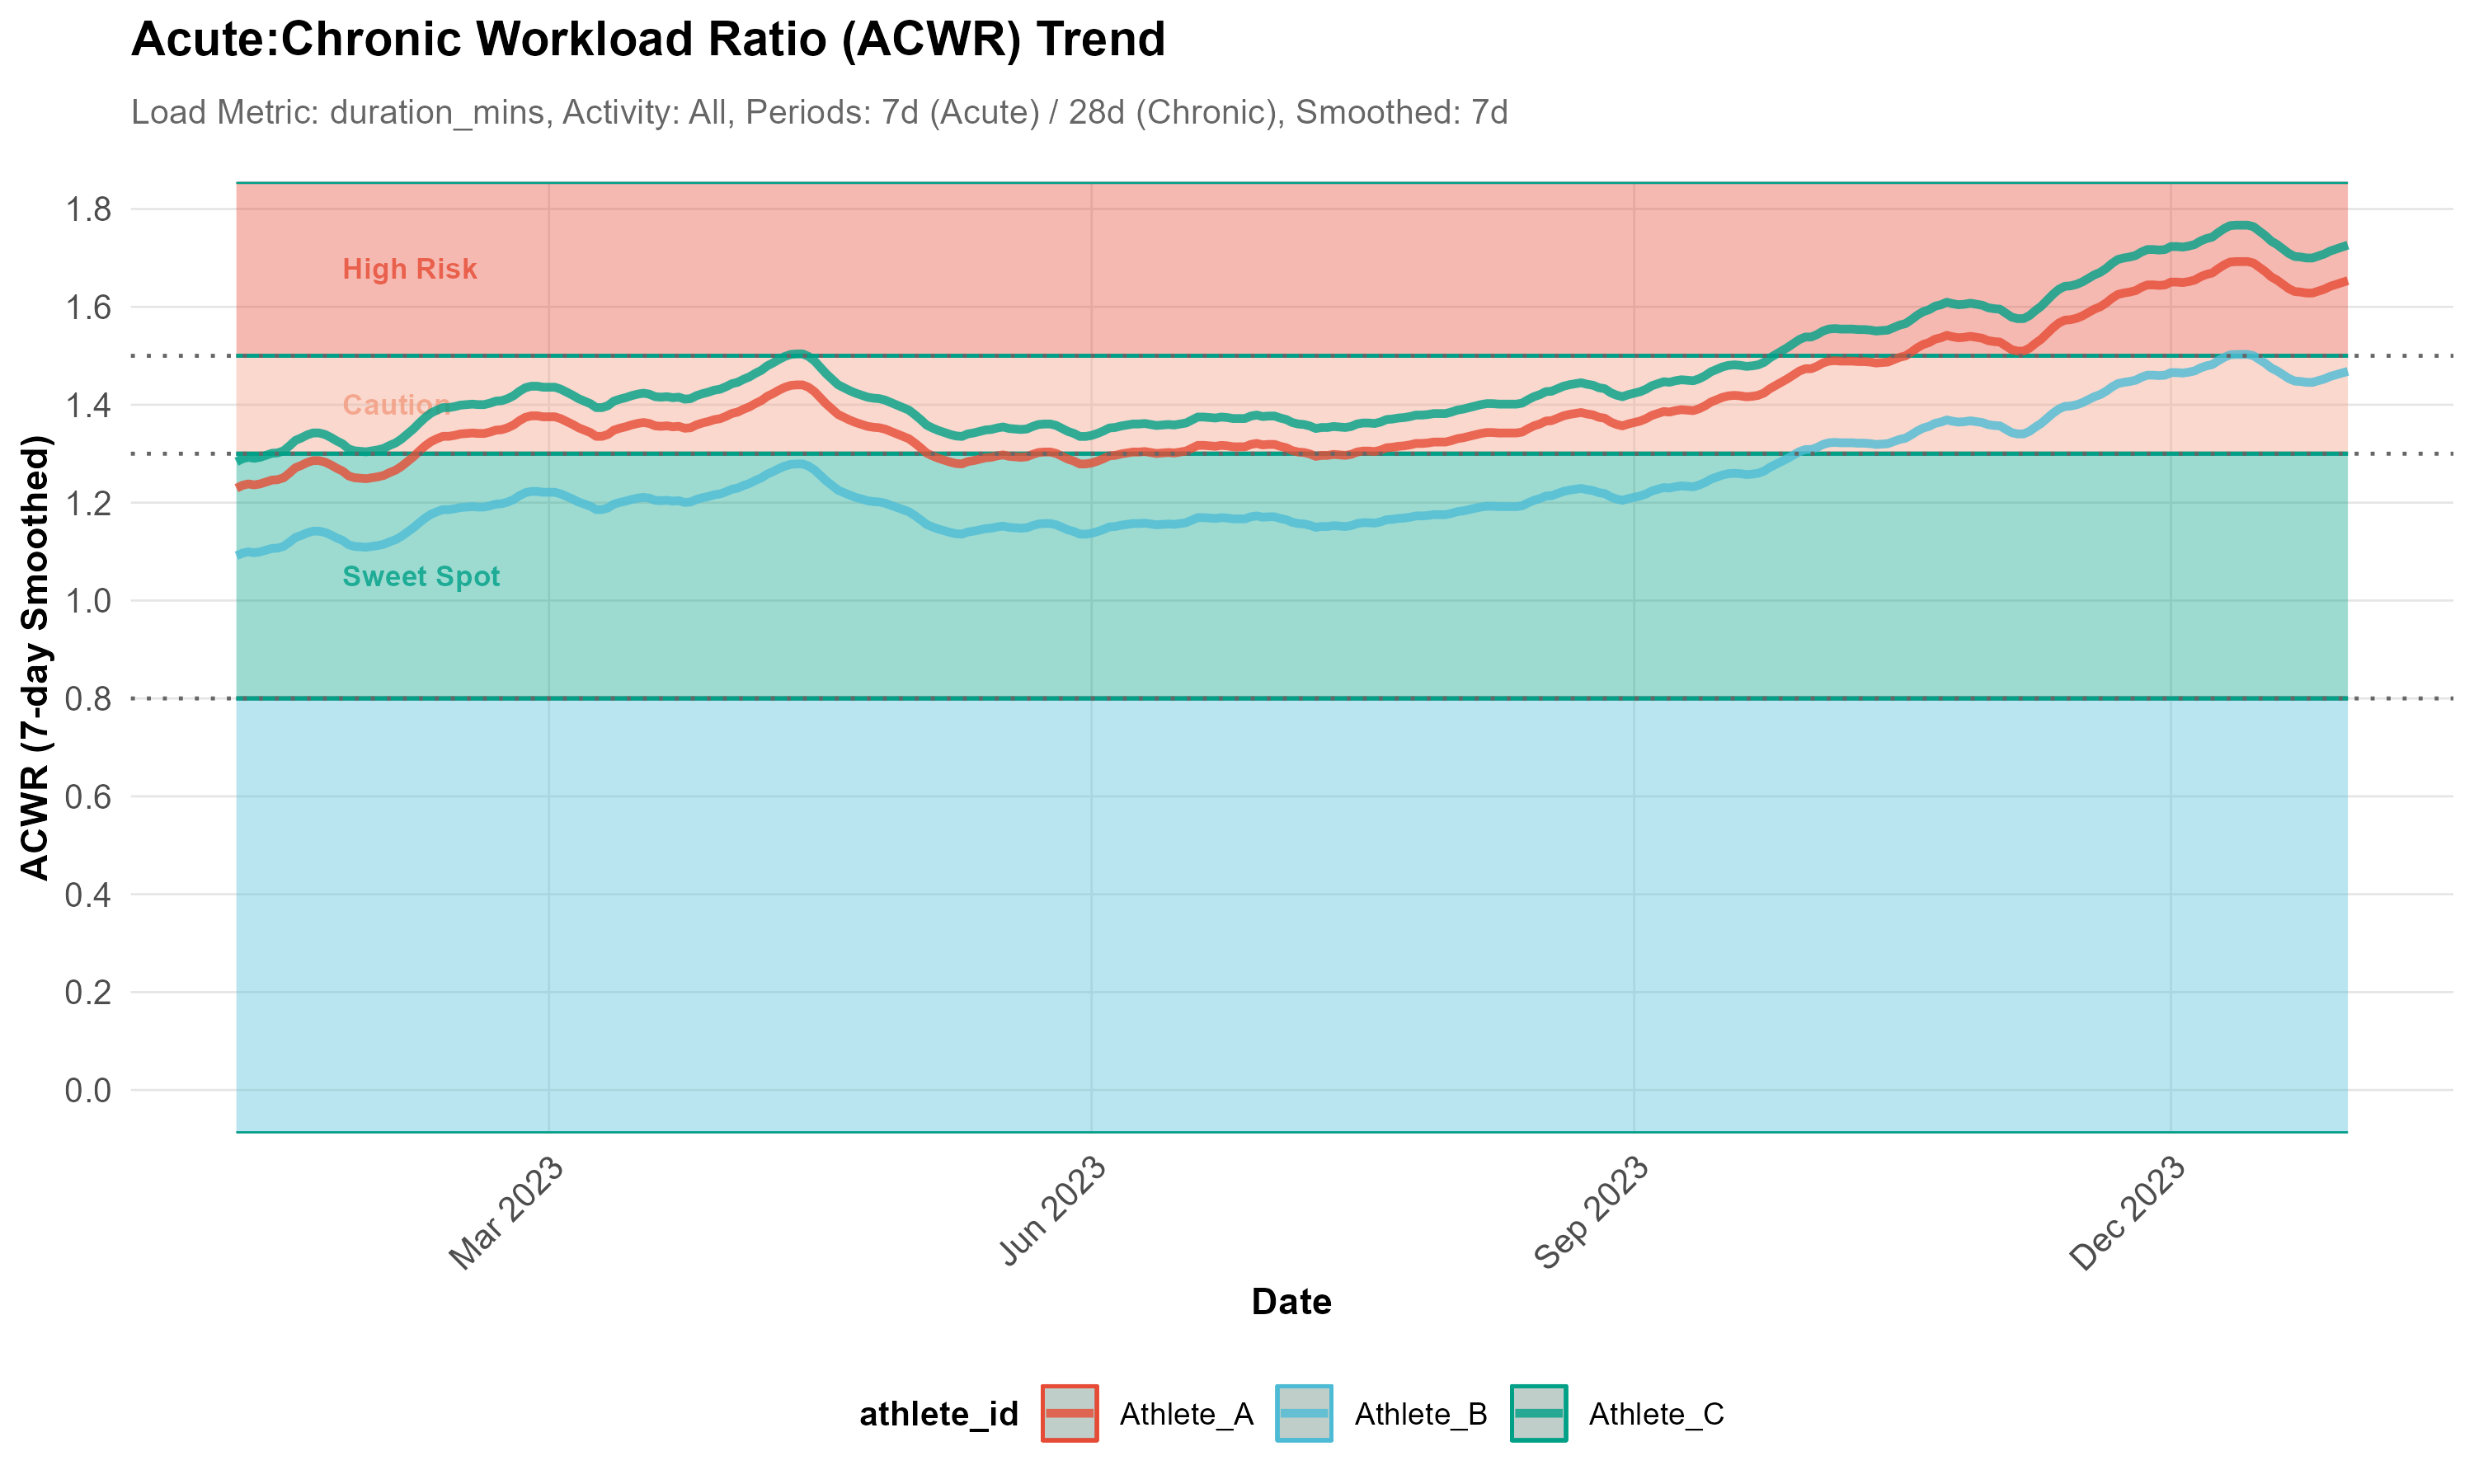 Acute:Chronic Workload Ratio (ACWR) Trend
Load Metric: duration_mins, Activity: All, Periods: 7d (Acute) / 28d (Chronic), Smoothed: 7d
ACWR (7-day Smoothed)
1.8
1.6
1.4
1.2
1.0
0.8
0.6
0.4
0.2
0.0
High Risk
Caution
Sweet Spot
Mar 2023
Jun 2023
Sep 2023
Dec 2023
Date
athlete_id
Athlete_A
Athlete_B
Athlete_C